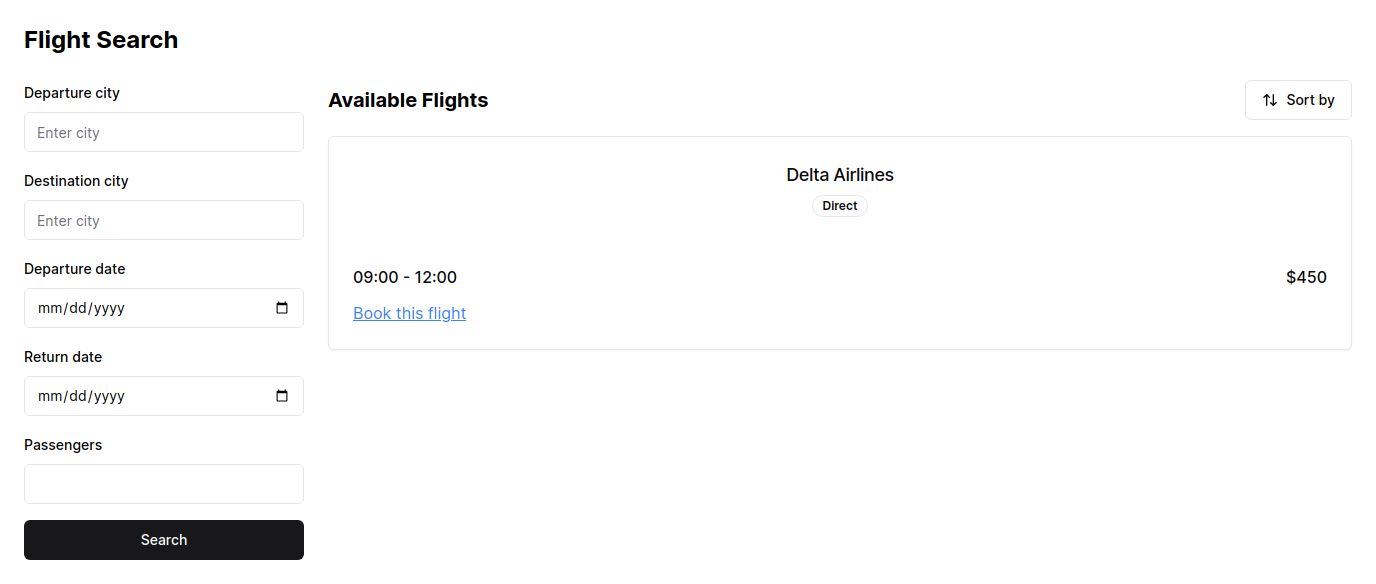 Flight Search
Departure city
Enter city
Destination city
Enter city
Departure date
mm/dd/yyyy
Return date
mm/dd/yyyy
Passengers
Search
Available Flights
Sort by
Delta Airlines
Direct
09:00 - 12:00
$450
Book this flight